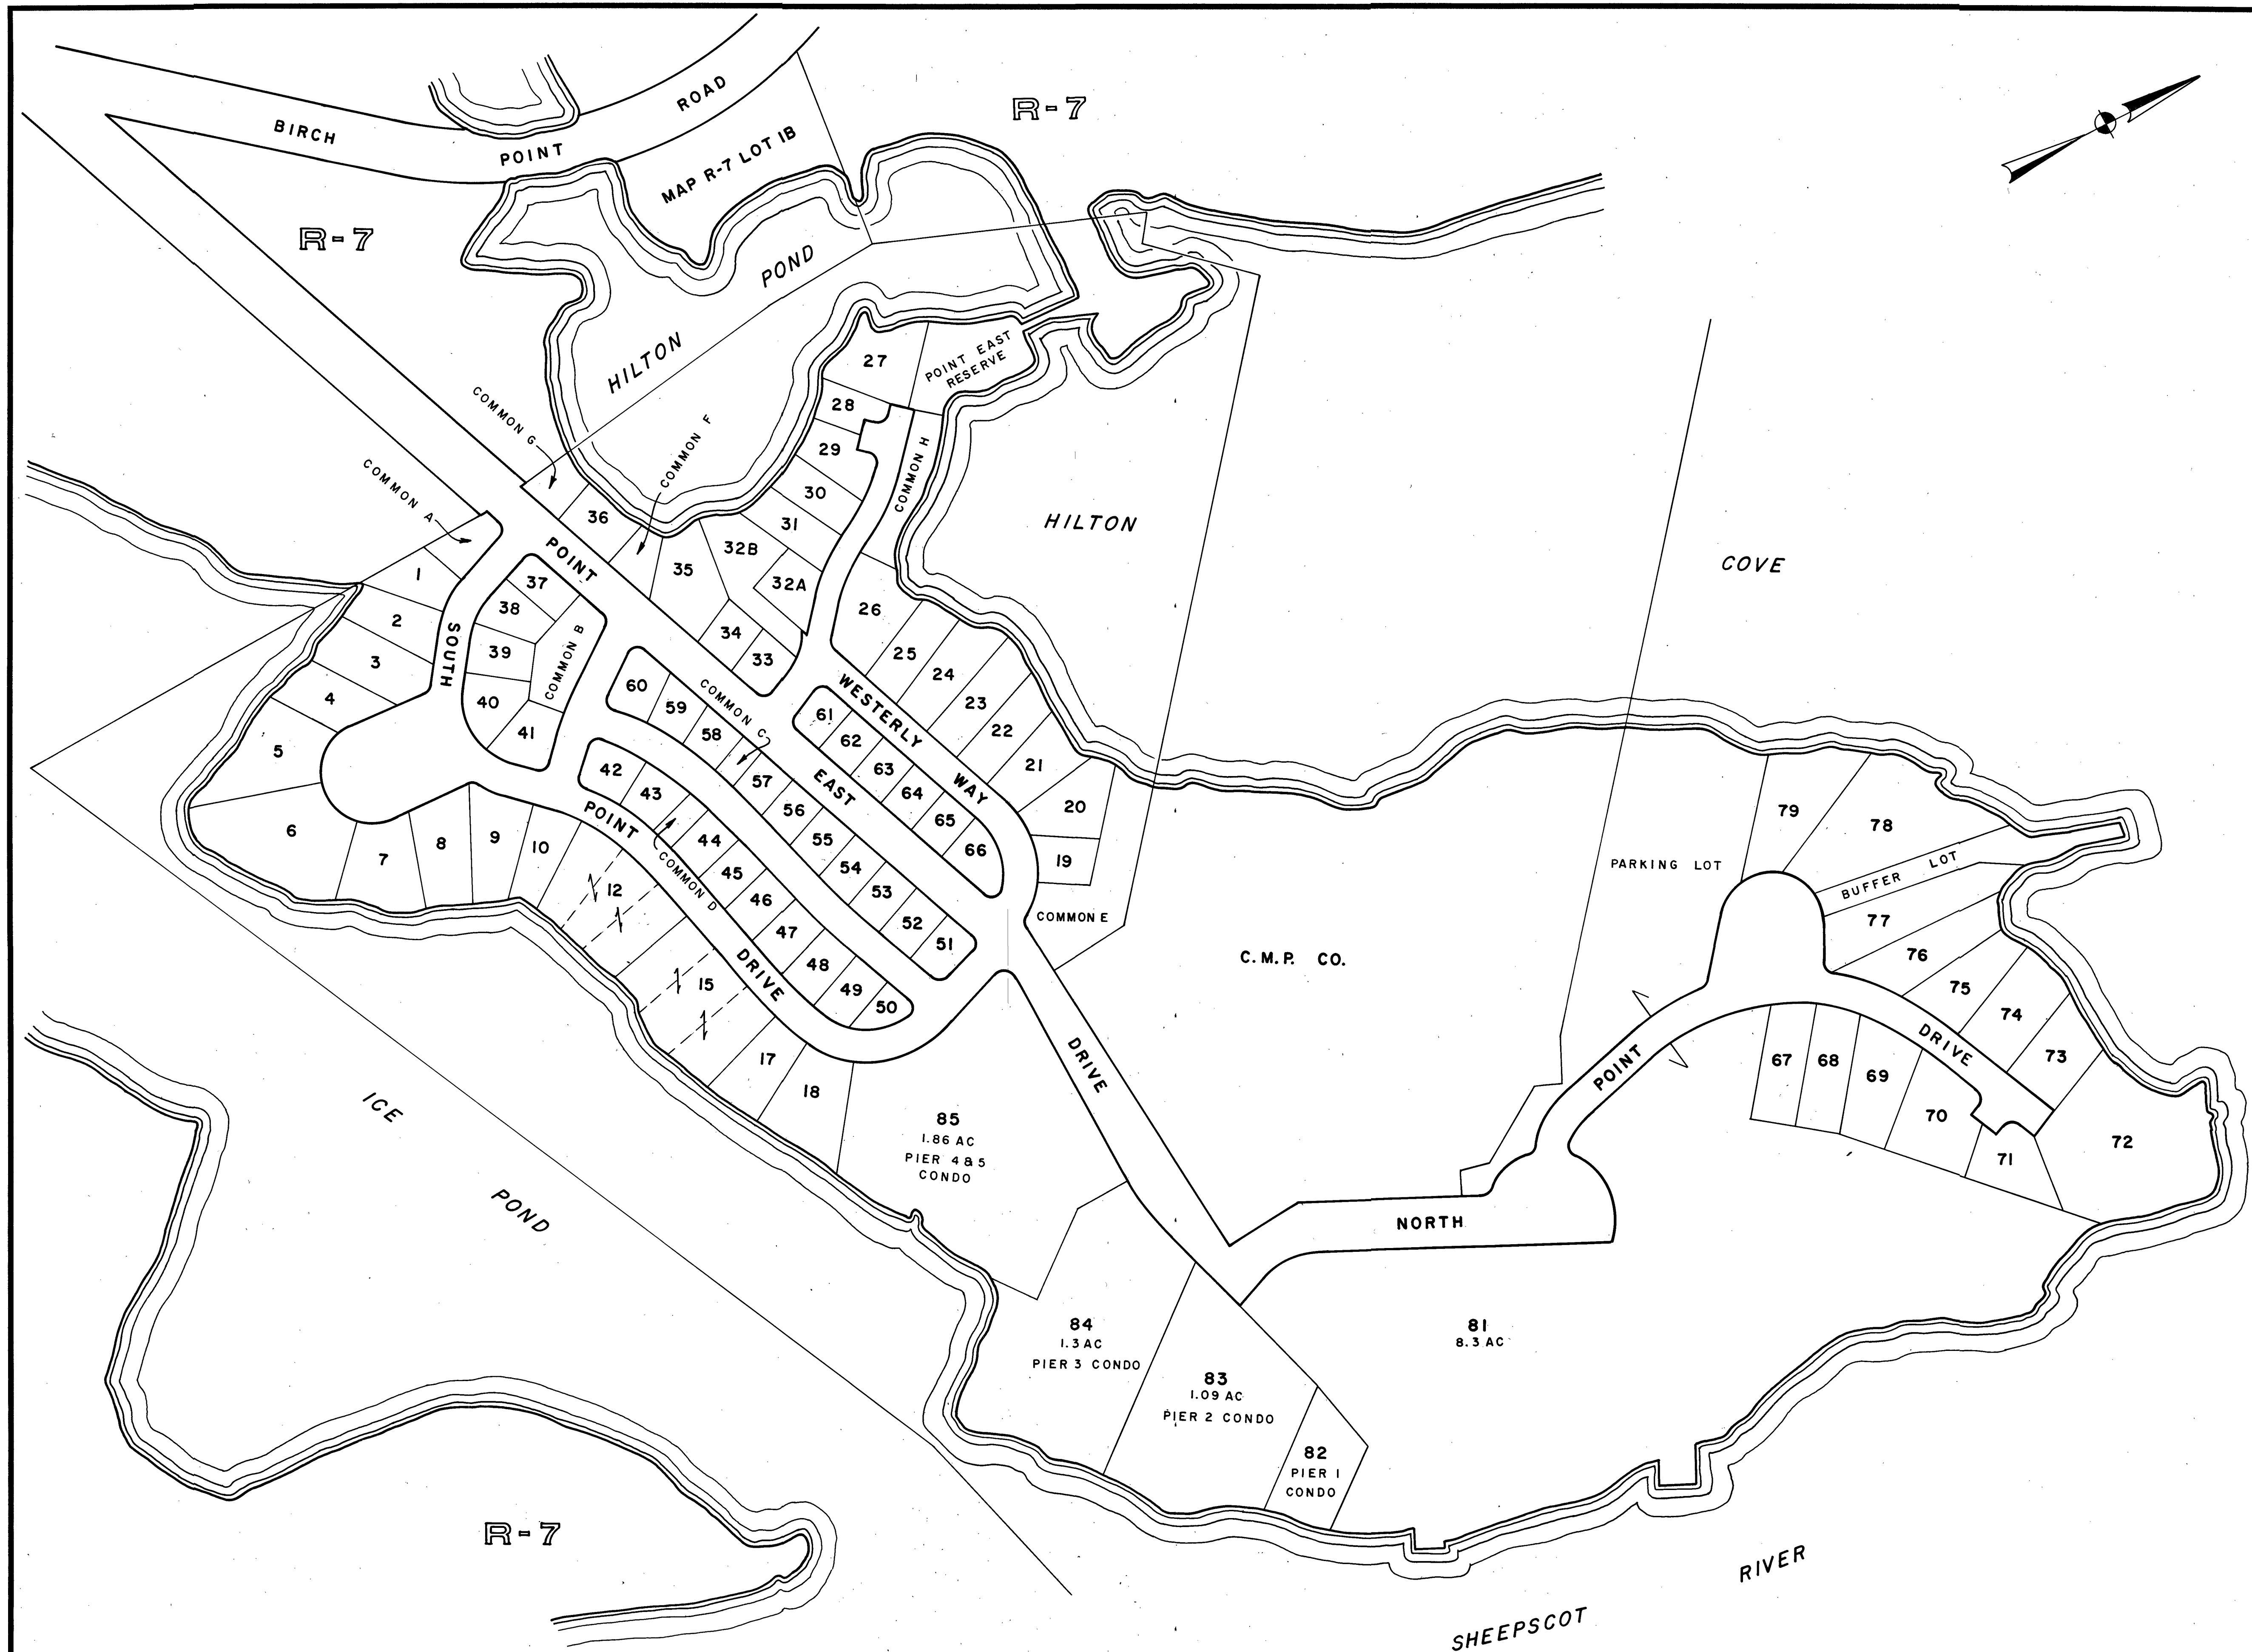 BIRCH
POINT
ROAD
MAP R-7 LOT 1B
R-7
R-7
HILTON
POND
POINT EAST
RESERVE
27
28
29
30
31
32B
32A
COMMON H
COMMON G
COMMON F
COMMON A
36
35
34
33
HILTON
COVE
POINT
EAST
DRIVE
SOUTH
POINT
DRIVE
WESTERLY
WAY
1
2
3
4
5
6
7
8
9
10
12
15
17
18
37
38
39
40
41
COMMON B
60
59
58
COMMON C
57
56
55
54
53
52
51
42
43
COMMON D
44
45
46
47
48
49
50
61
62
63
64
65
66
26
25
24
23
22
21
20
19
COMMON E
C. M. P. CO.
PARKING LOT
79
78
BUFFER LOT
77
76
75
74
73
72
71
70
69
68
67
NORTH
POINT
DRIVE
85
1.86 AC
PIER 4 & 5
CONDO
84
1.3 AC
PIER 3 CONDO
83
1.09 AC
PIER 2 CONDO
82
PIER 1
CONDO
81
8.3 AC
ICE
POND
R-7
SHEEPSCOT
RIVER